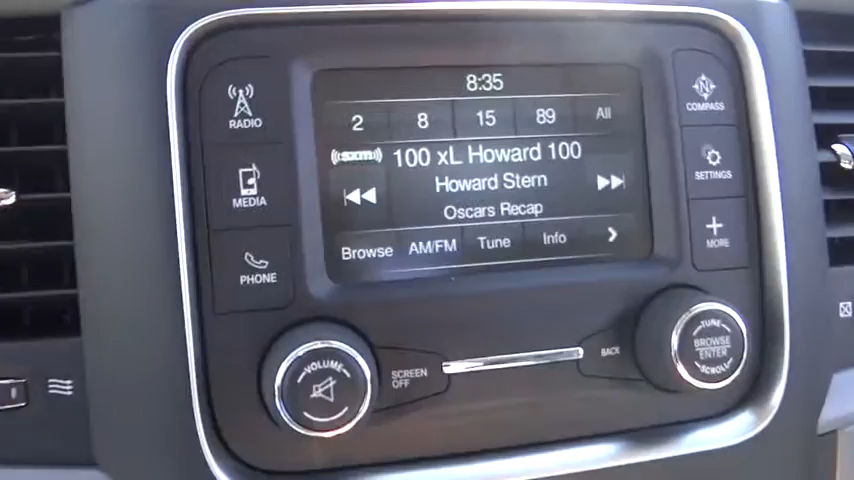 8:35
2 8 15 89 All
sxm 100 xL Howard 100
Howard Stern
Oscars Recap
Browse AM/FM Tune Info
RADIO
MEDIA
PHONE
N
COMPASS
SETTINGS
MORE
VOLUME
SCREEN
OFF
BACK
TUNE
BROWSE
ENTER
SCROLL